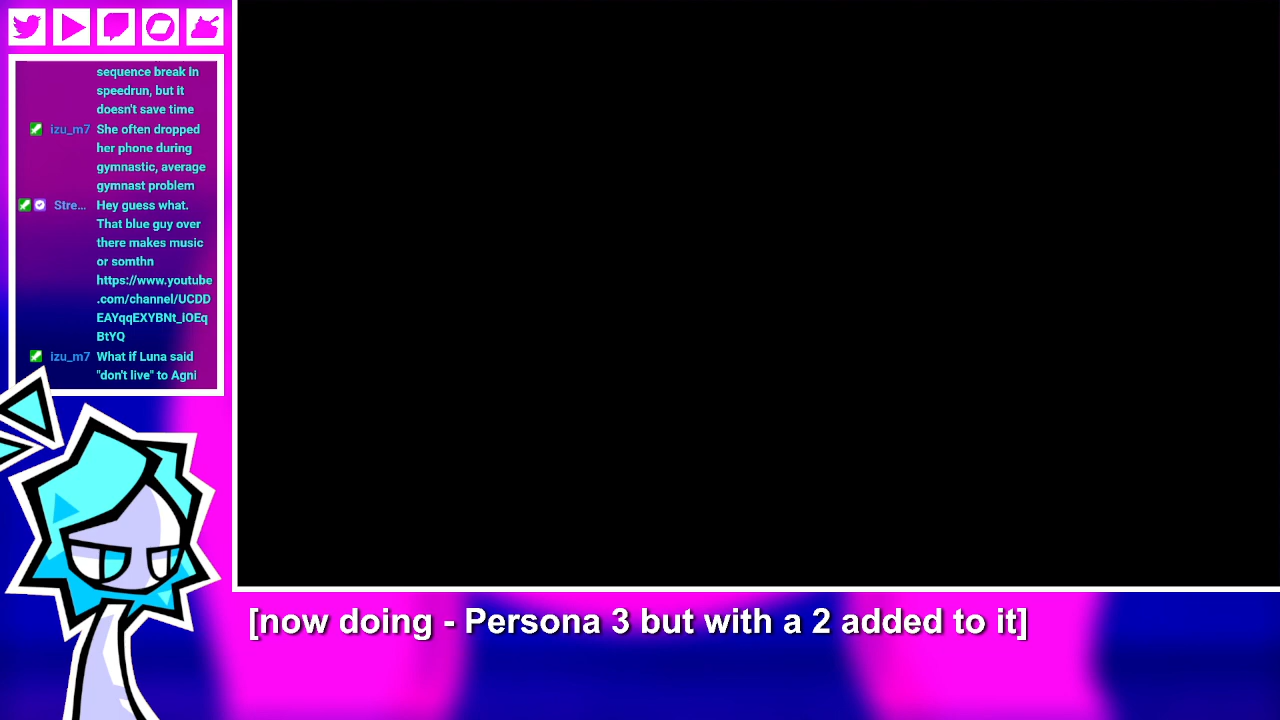 sequence break in
speedrun, but it
doesn't save time
izu_m7 She often dropped
her phone during
gymnastic, average
gymnast problem
Stre... Hey guess what.
That blue guy over
there makes music
or somthn
https://www.youtube
.com/channel/UCDD
EAYqqEXYBNt_iOEq
BtYQ
izu_m7 What if Luna said
"don't live" to Agni
[now doing - Persona 3 but with a 2 added to it]